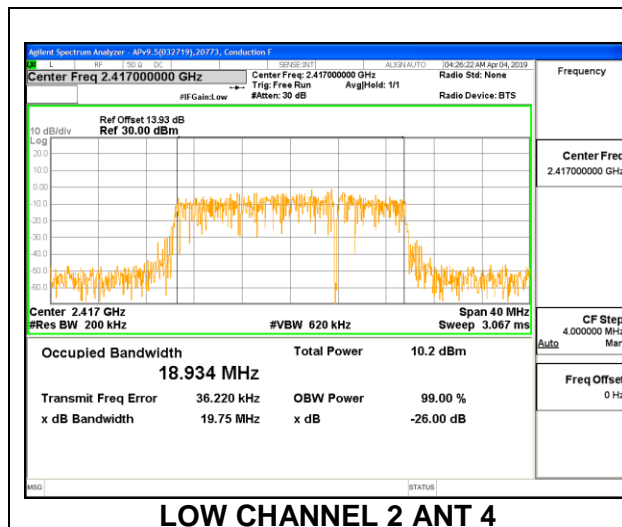 Agilent Spectrum Analyzer - APv9.5(032719),20773, Conduction F
L RF 50 Ω DC SENSE:INT ALIGN AUTO 04:26:22 AM Apr 04, 2019
Center Freq 2.417000000 GHz Center Freq: 2.417000000 GHz Radio Std: None Frequency
Trig: Free Run Avg|Hold: 1/1
#IFGain:Low #Atten: 30 dB Radio Device: BTS
Ref Offset 13.93 dB
10 dB/div Ref 30.00 dBm
Log
20.0
10.0
0.00
-10.0
-20.0
-30.0
-40.0
-50.0
-60.0
Center Freq
2.417000000 GHz
Center 2.417 GHz Span 40 MHz
#Res BW 200 kHz #VBW 620 kHz Sweep 3.067 ms
CF Step
4.000000 MHz
Auto Man
Occupied Bandwidth Total Power 10.2 dBm
18.934 MHz
Freq Offset
0 Hz
Transmit Freq Error 36.220 kHz OBW Power 99.00 %
x dB Bandwidth 19.75 MHz x dB -26.00 dB
MSG STATUS
LOW CHANNEL 2 ANT 4